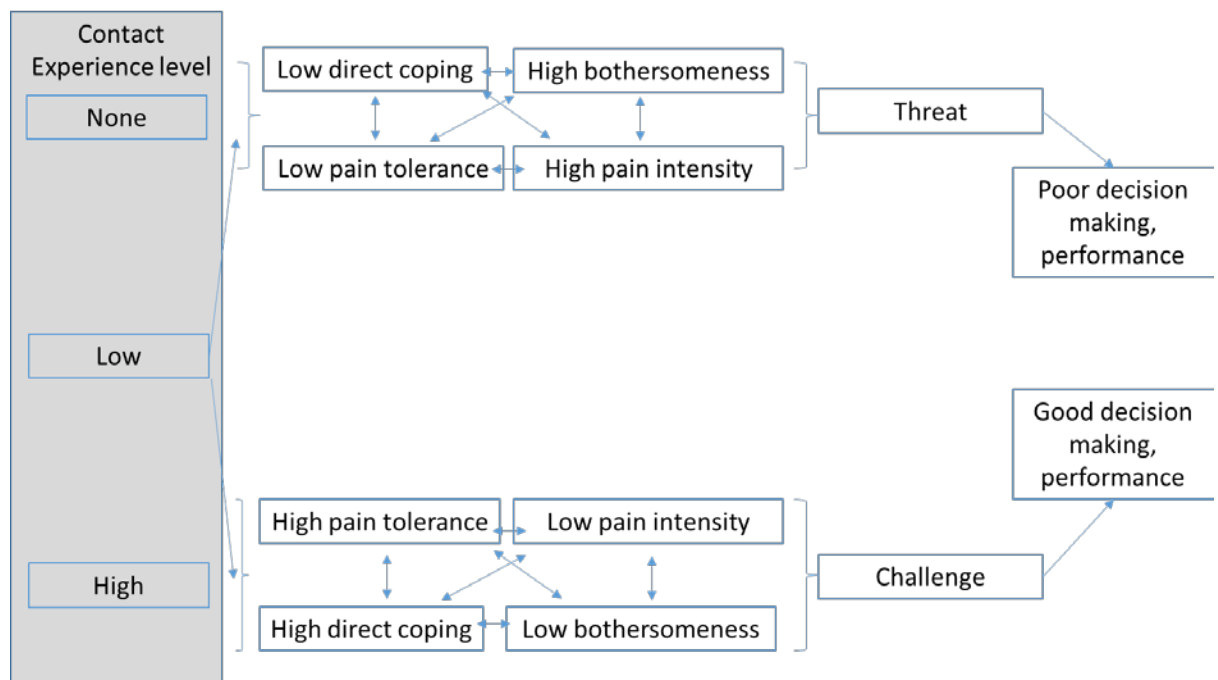 Contact
Experience level
None
Low
High
Low direct coping
High bothersomeness
Low pain tolerance
High pain intensity
Threat
Poor decision
making,
performance
High pain tolerance
Low pain intensity
High direct coping
Low bothersomeness
Challenge
Good decision
making,
performance